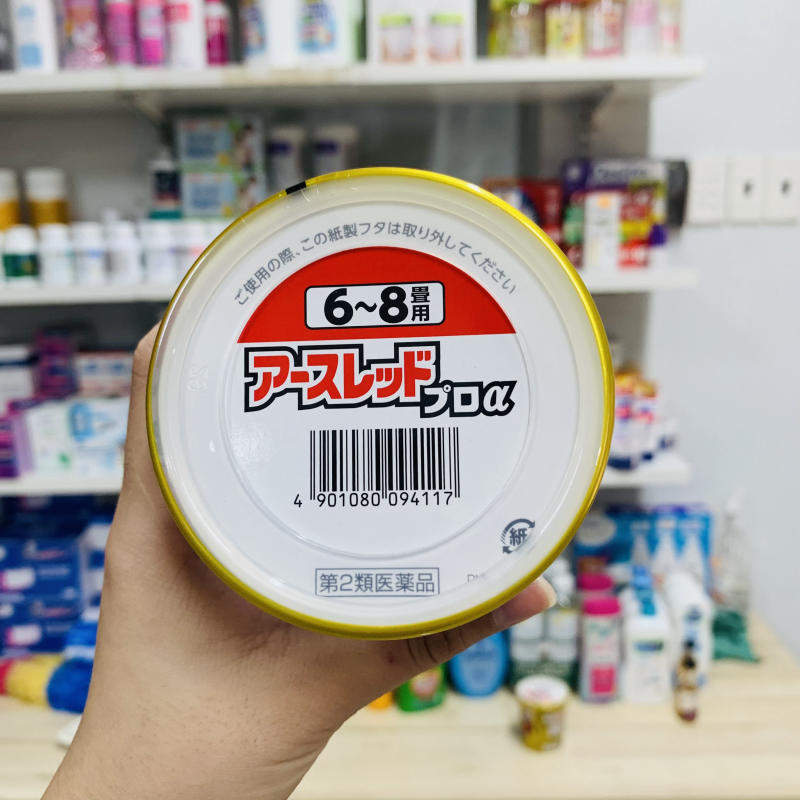 ご使用の際、この紙製フタは取り外してください
6～8畳用
アースレッド
プロα
4 901080 094117
紙
第2類医薬品